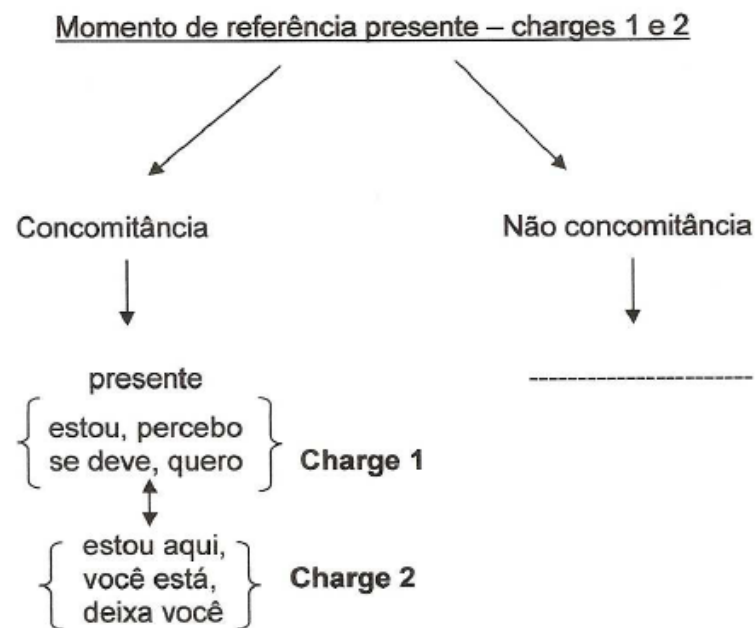 Momento de referência presente – charges 1 e 2
Concomitância
Não concomitância
presente
--------------------------
estou, percebo
se deve, quero
Charge 1
estou aqui,
você está,
deixa você
Charge 2